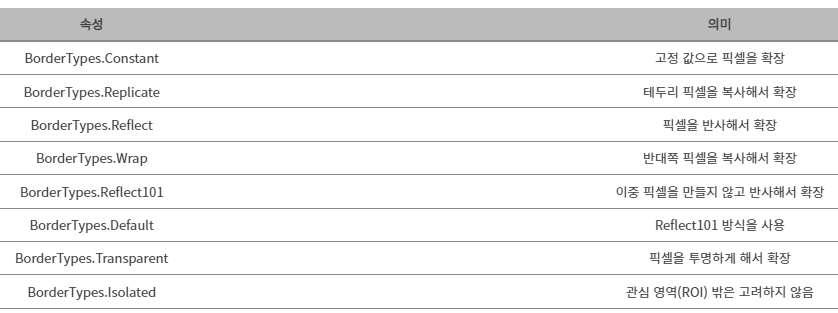 속성 의미
BorderTypes.Constant 고정 값으로 픽셀을 확장
BorderTypes.Replicate 테두리 픽셀을 복사해서 확장
BorderTypes.Reflect 픽셀을 반사해서 확장
BorderTypes.Wrap 반대쪽 픽셀을 복사해서 확장
BorderTypes.Reflect101 이중 픽셀을 만들지 않고 반사해서 확장
BorderTypes.Default Reflect101 방식을 사용
BorderTypes.Transparent 픽셀을 투명하게 해서 확장
BorderTypes.Isolated 관심 영역(ROI) 밖은 고려하지 않음